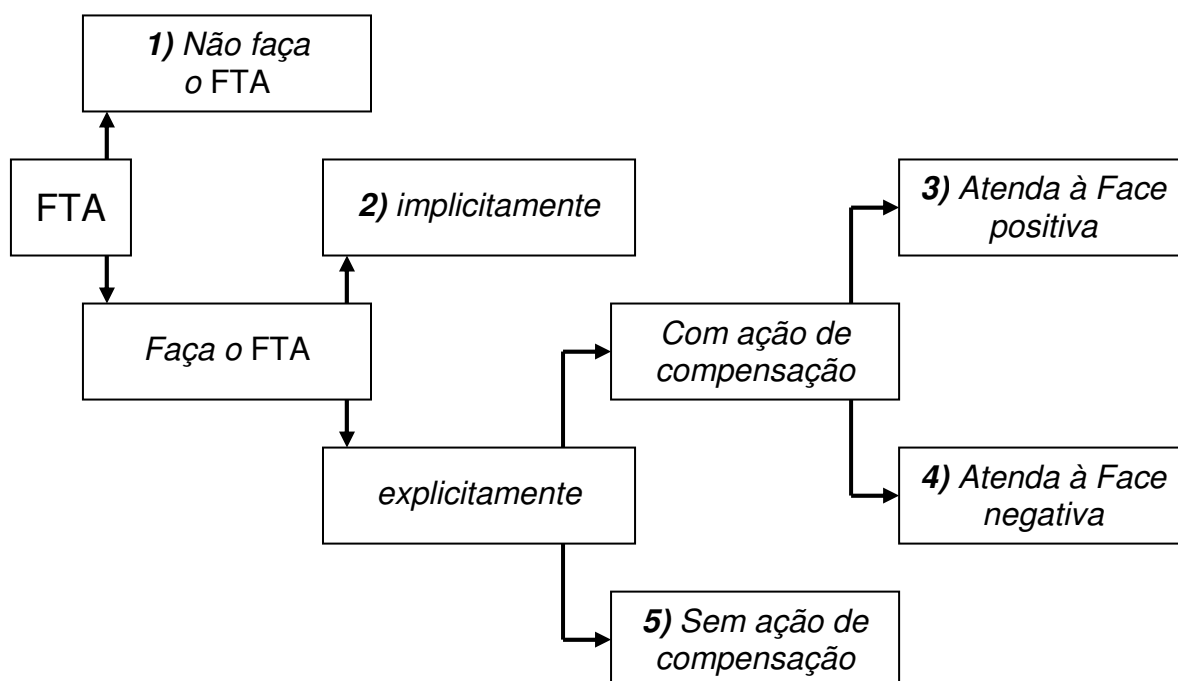 1) Não faça
o FTA
FTA
2) implicitamente
3) Atenda à Face
positiva
Faça o FTA
Com ação de
compensação
explicitamente
4) Atenda à Face
negativa
5) Sem ação de
compensação